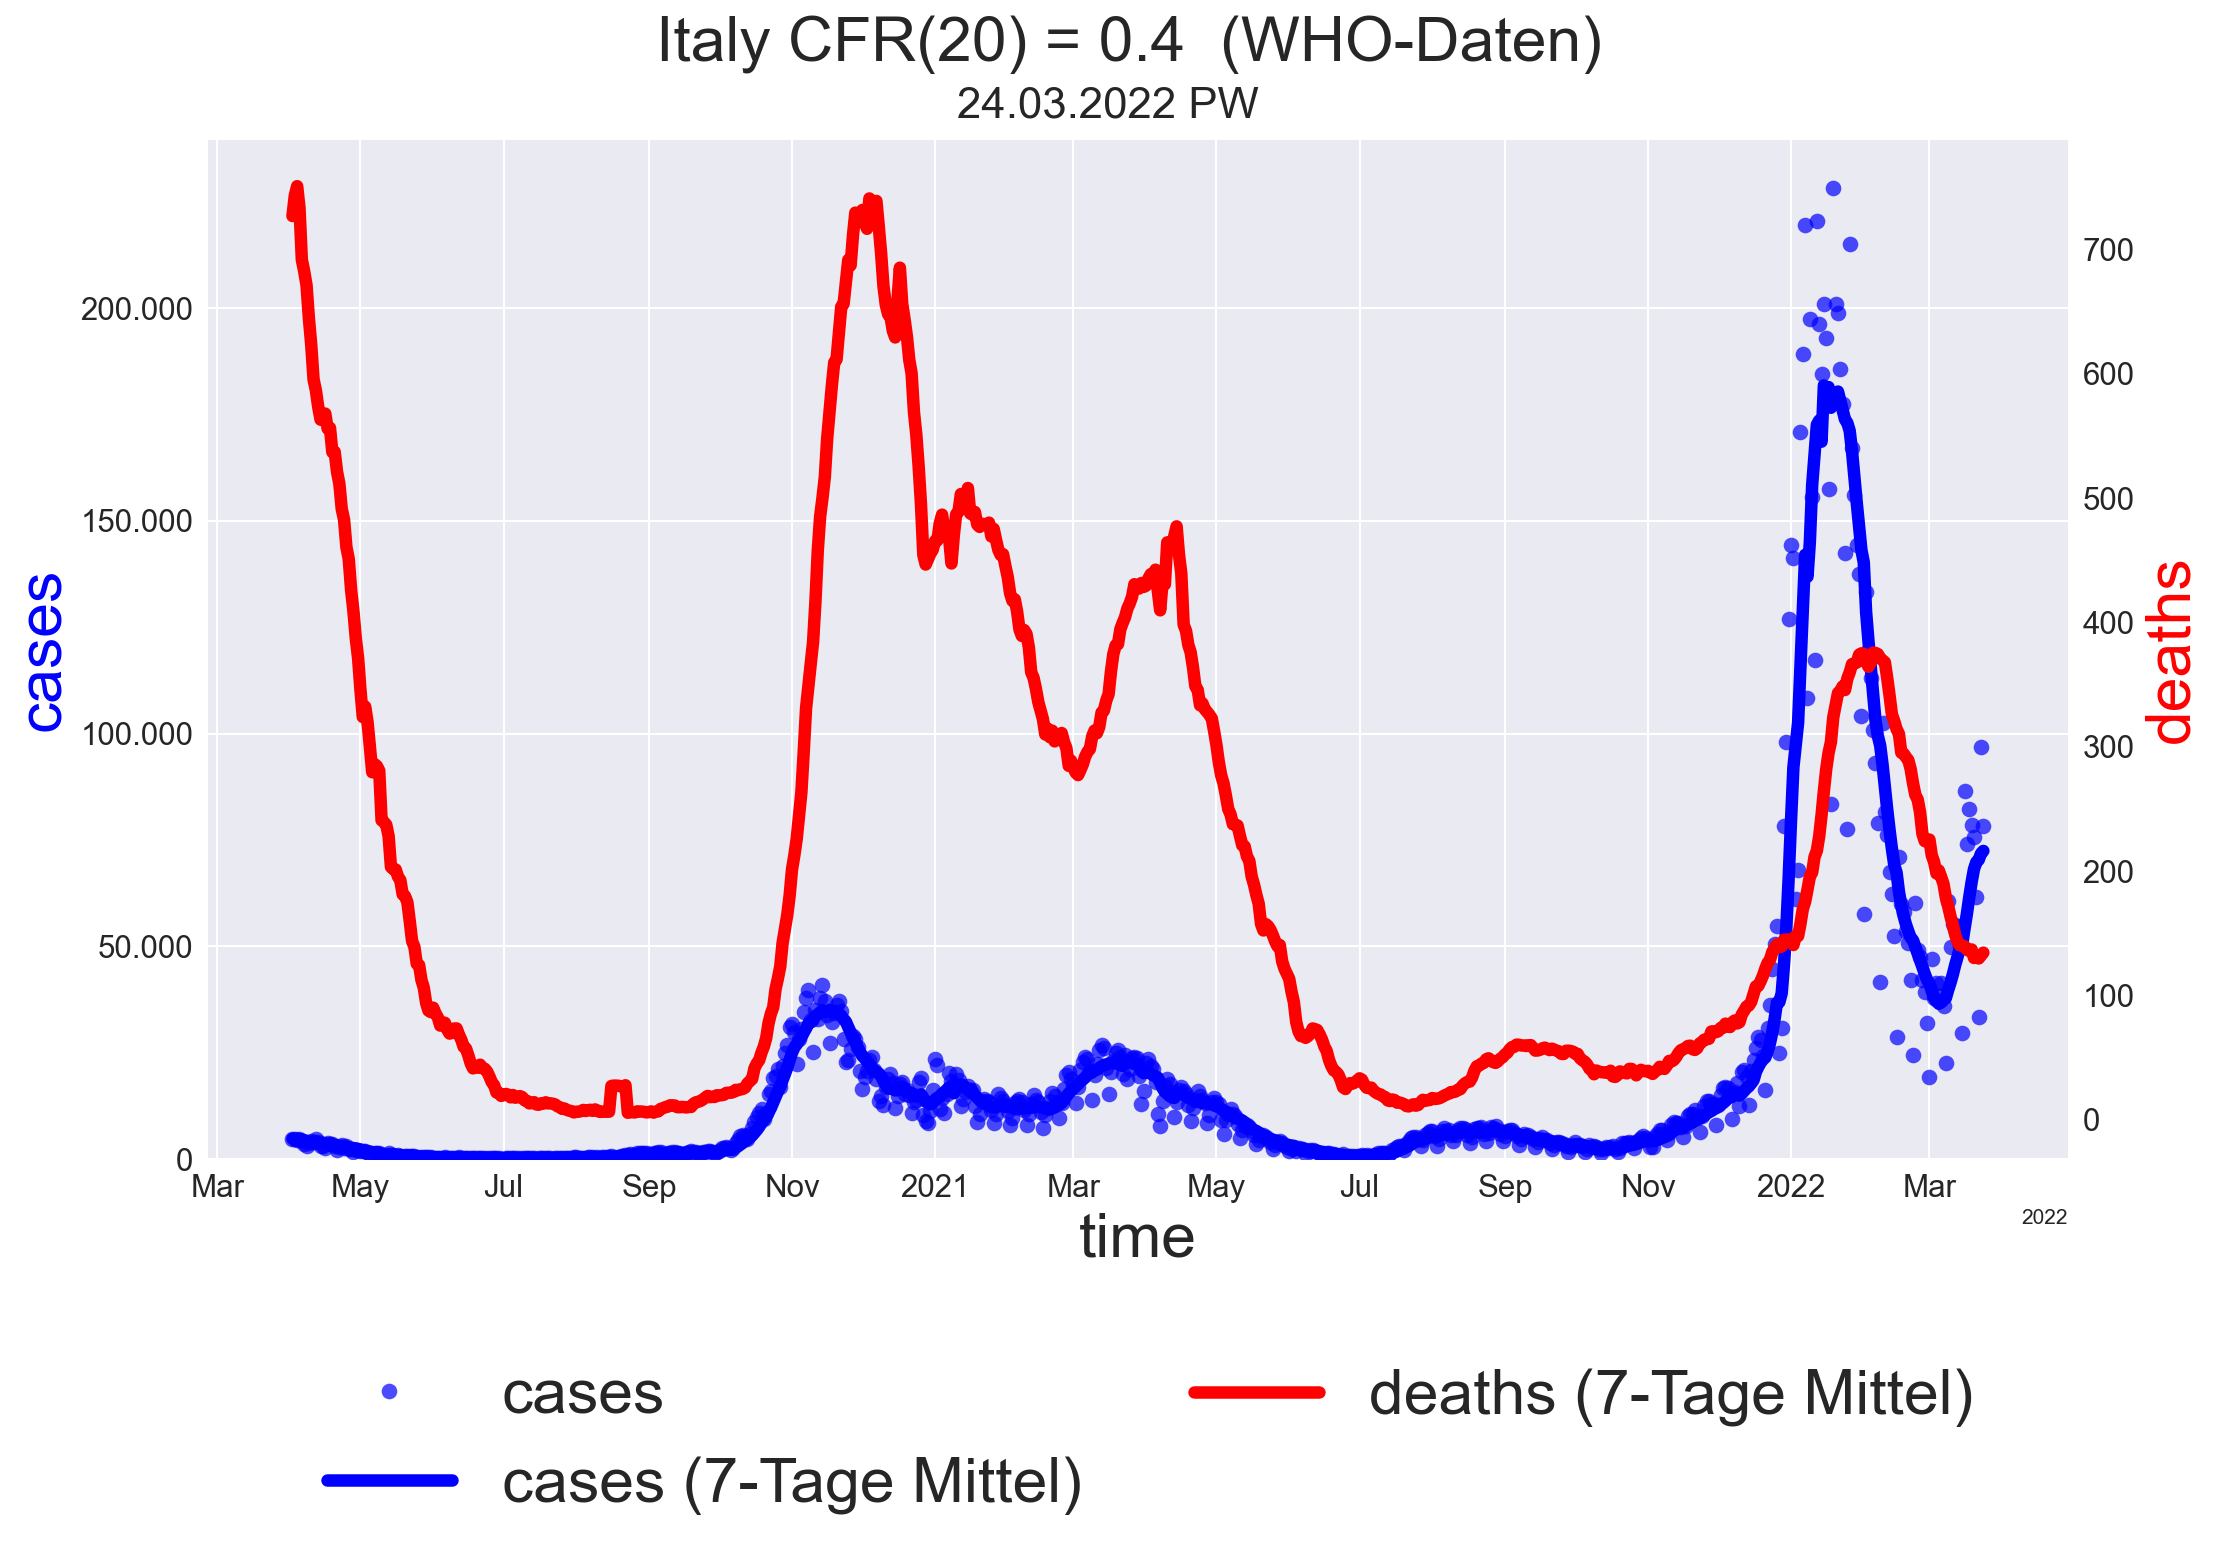 Italy CFR(20) = 0.4  (WHO-Daten)
24.03.2022 PW
cases
200.000
150.000
100.000
50.000
0
700
600
500
400
300
200
100
0
deaths
Mar May Jul Sep Nov 2021 Mar May Jul Sep Nov 2022 Mar
2022
time
cases
cases (7-Tage Mittel)
deaths (7-Tage Mittel)